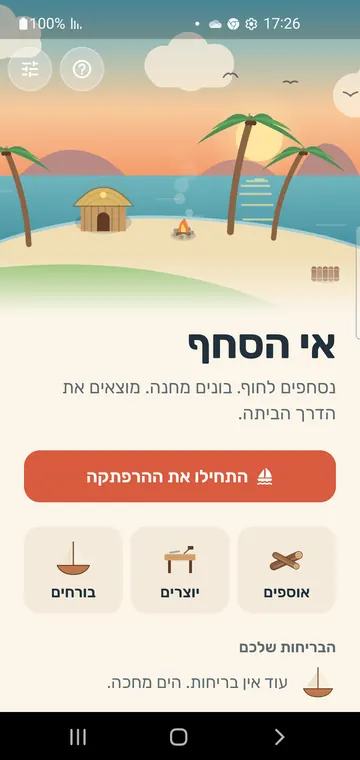 100% 17:26
אי הסחף
נסחפים לחוף. בונים מחנה. מוצאים את
הדרך הביתה.
התחילו את ההרפתקה
אוספים
יוצרים
בורחים
הבריחות שלכם
עוד אין בריחות. הים מחכה.